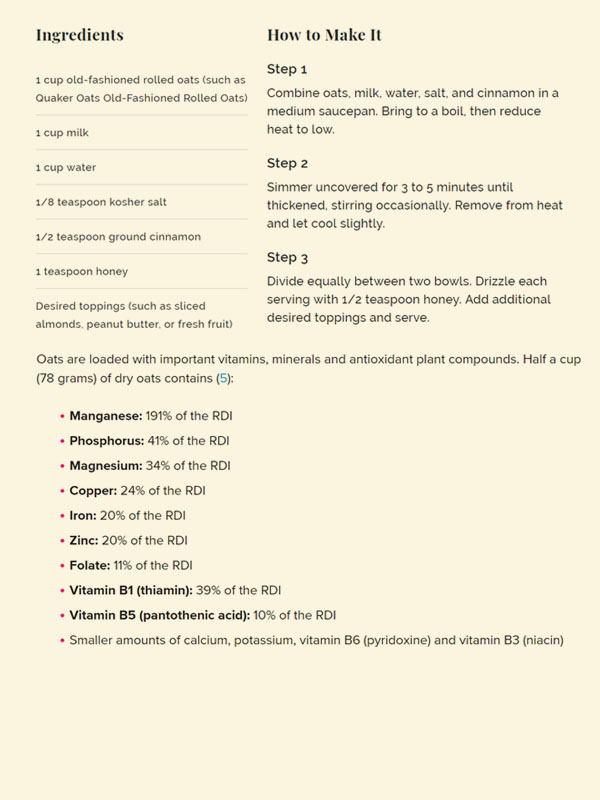 Ingredients
1 cup old-fashioned rolled oats (such as
Quaker Oats Old-Fashioned Rolled Oats)
1 cup milk
1 cup water
1/8 teaspoon kosher salt
1/2 teaspoon ground cinnamon
1 teaspoon honey
Desired toppings (such as sliced
almonds, peanut butter, or fresh fruit)
How to Make It
Step 1
Combine oats, milk, water, salt, and cinnamon in a
medium saucepan. Bring to a boil, then reduce
heat to low.
Step 2
Simmer uncovered for 3 to 5 minutes until
thickened, stirring occasionally. Remove from heat
and let cool slightly.
Step 3
Divide equally between two bowls. Drizzle each
serving with 1/2 teaspoon honey. Add additional
desired toppings and serve.
Oats are loaded with important vitamins, minerals and antioxidant plant compounds. Half a cup
(78 grams) of dry oats contains (5):
• Manganese: 191% of the RDI
• Phosphorus: 41% of the RDI
• Magnesium: 34% of the RDI
• Copper: 24% of the RDI
• Iron: 20% of the RDI
• Zinc: 20% of the RDI
• Folate: 11% of the RDI
• Vitamin B1 (thiamin): 39% of the RDI
• Vitamin B5 (pantothenic acid): 10% of the RDI
• Smaller amounts of calcium, potassium, vitamin B6 (pyridoxine) and vitamin B3 (niacin)